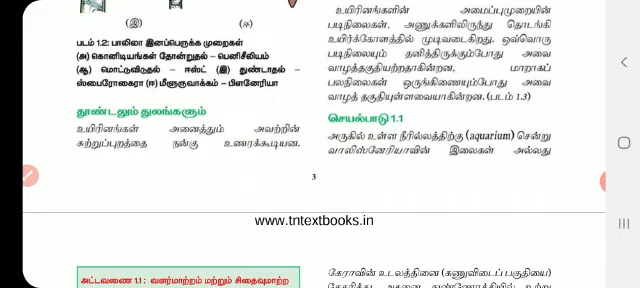 (இ)
(ஈ)
படம் 1.2: பாலிலா இனப்பெருக்க முறைகள்
(அ) கொனிடியங்கள் தோன்றுதல் – பெனிசீலியம்
(ஆ) மொட்டுவிடுதல் – ஈஸ்ட் (இ) துண்டாதல் –
ஸ்பைரோகைரா (ஈ) மீளுருவாக்கம் – பிளனேரியா
தூண்டலும் துலங்களும்
உயிரினங்கள் அனைத்தும் அவற்றின்
சுற்றுப்புறத்தை நன்கு உணரக்கூடியன.
உயிரினங்களின் அமைப்புமுறையின்
படிநிலைகள், அணுக்களிலிருந்து தொடங்கி
உயிர்க்கோளத்தில் முடிவடைகிறது. ஒவ்வொரு
படிநிலையும் தனித்திருக்கும்போது அவை
வாழத்தகுதியற்றதாகின்றன, மாறாகப்
பலநிலைகள் ஒருங்கிணையும்போது அவை
வாழத் தகுதியுள்ளவையாகின்றன. (படம் 1.3)
செயல்பாடு 1.1
அருகில் உள்ள நீரில்லத்திற்கு (aquarium) சென்று
வாலிஸ்னேரியாவின் இலைகள் அல்லது
3
www.tntextbooks.in
அட்டவணை 1.1: வளர்மாற்றம் மற்றும் சிதைவுமாற்ற
கேராவின் உடலத்தினை (கணுவிடைப் பகுதியை)